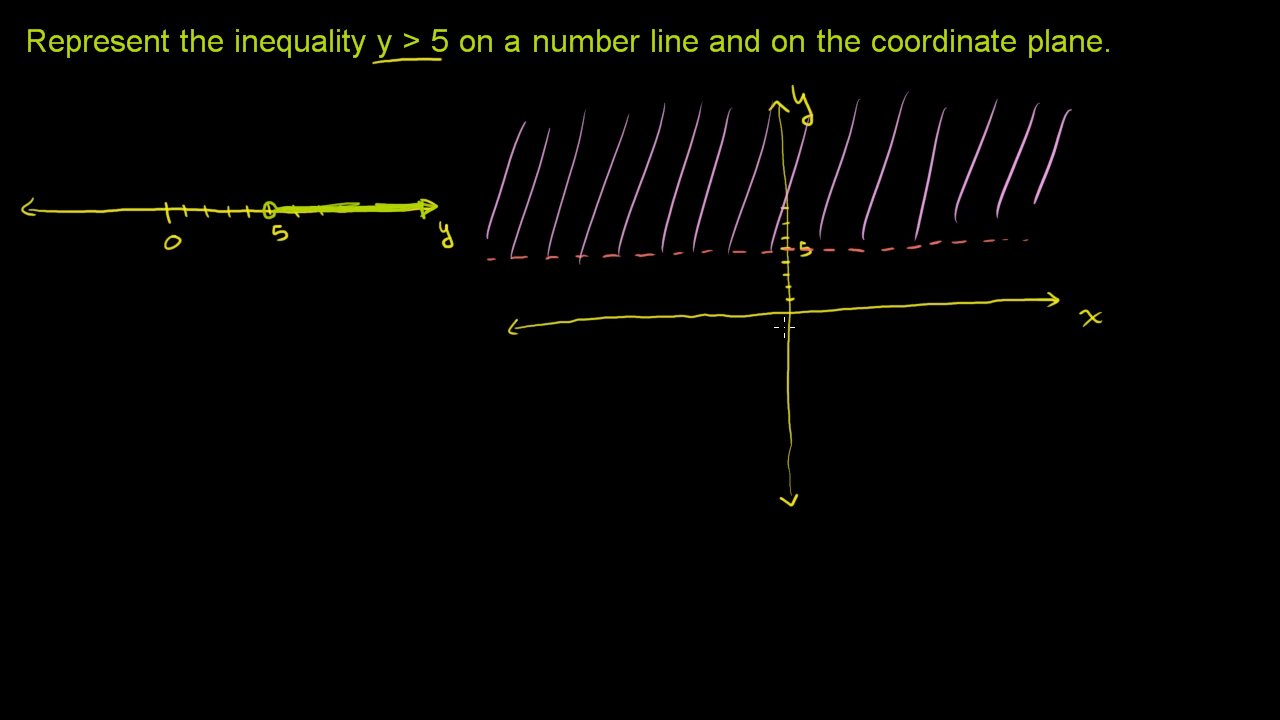 Represent the inequality y > 5 on a number line and on the coordinate plane.
y
0
5
y
5
x